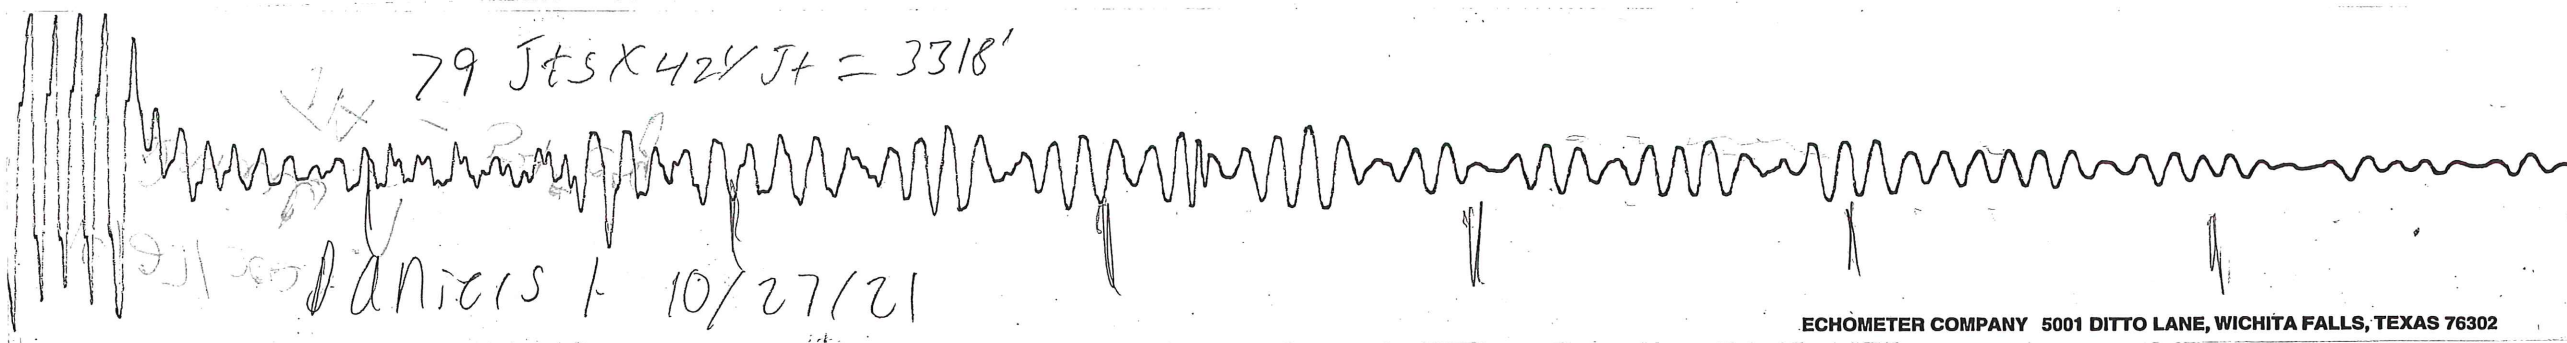 79 Jts X 42'/Jt = 3318'
Daniels 1 10/27/21
ECHOMETER COMPANY 5001 DITTO LANE, WICHITA FALLS, TEXAS 76302